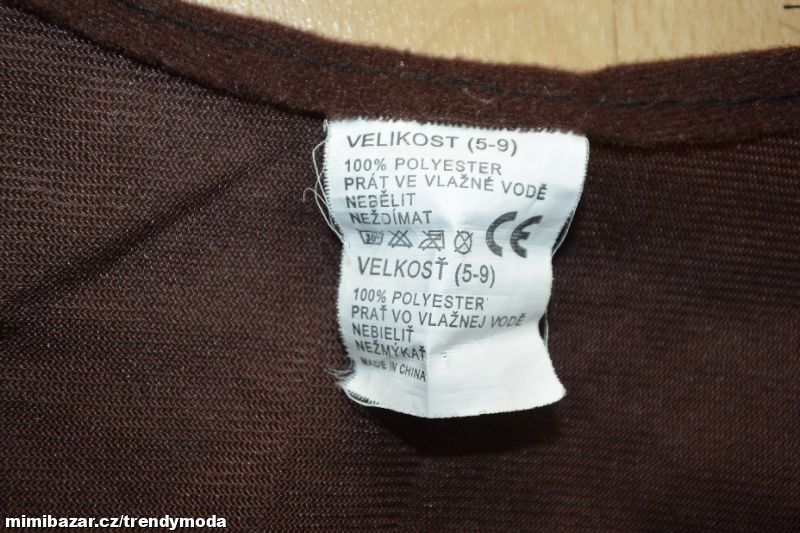 VELIKOST (5-9)
100% POLYESTER
PRÁT VE VLAŽNÉ VODĚ
NEBĚLIT
NEŽDÍMAT
30° CE
VELKOSŤ (5-9)
100% POLYESTER
PRAŤ VO VLAŽNEJ VODĚ
NEBIELIŤ
NEŽMÝKAŤ
MADE IN CHINA
mimibazar.cz/trendymoda